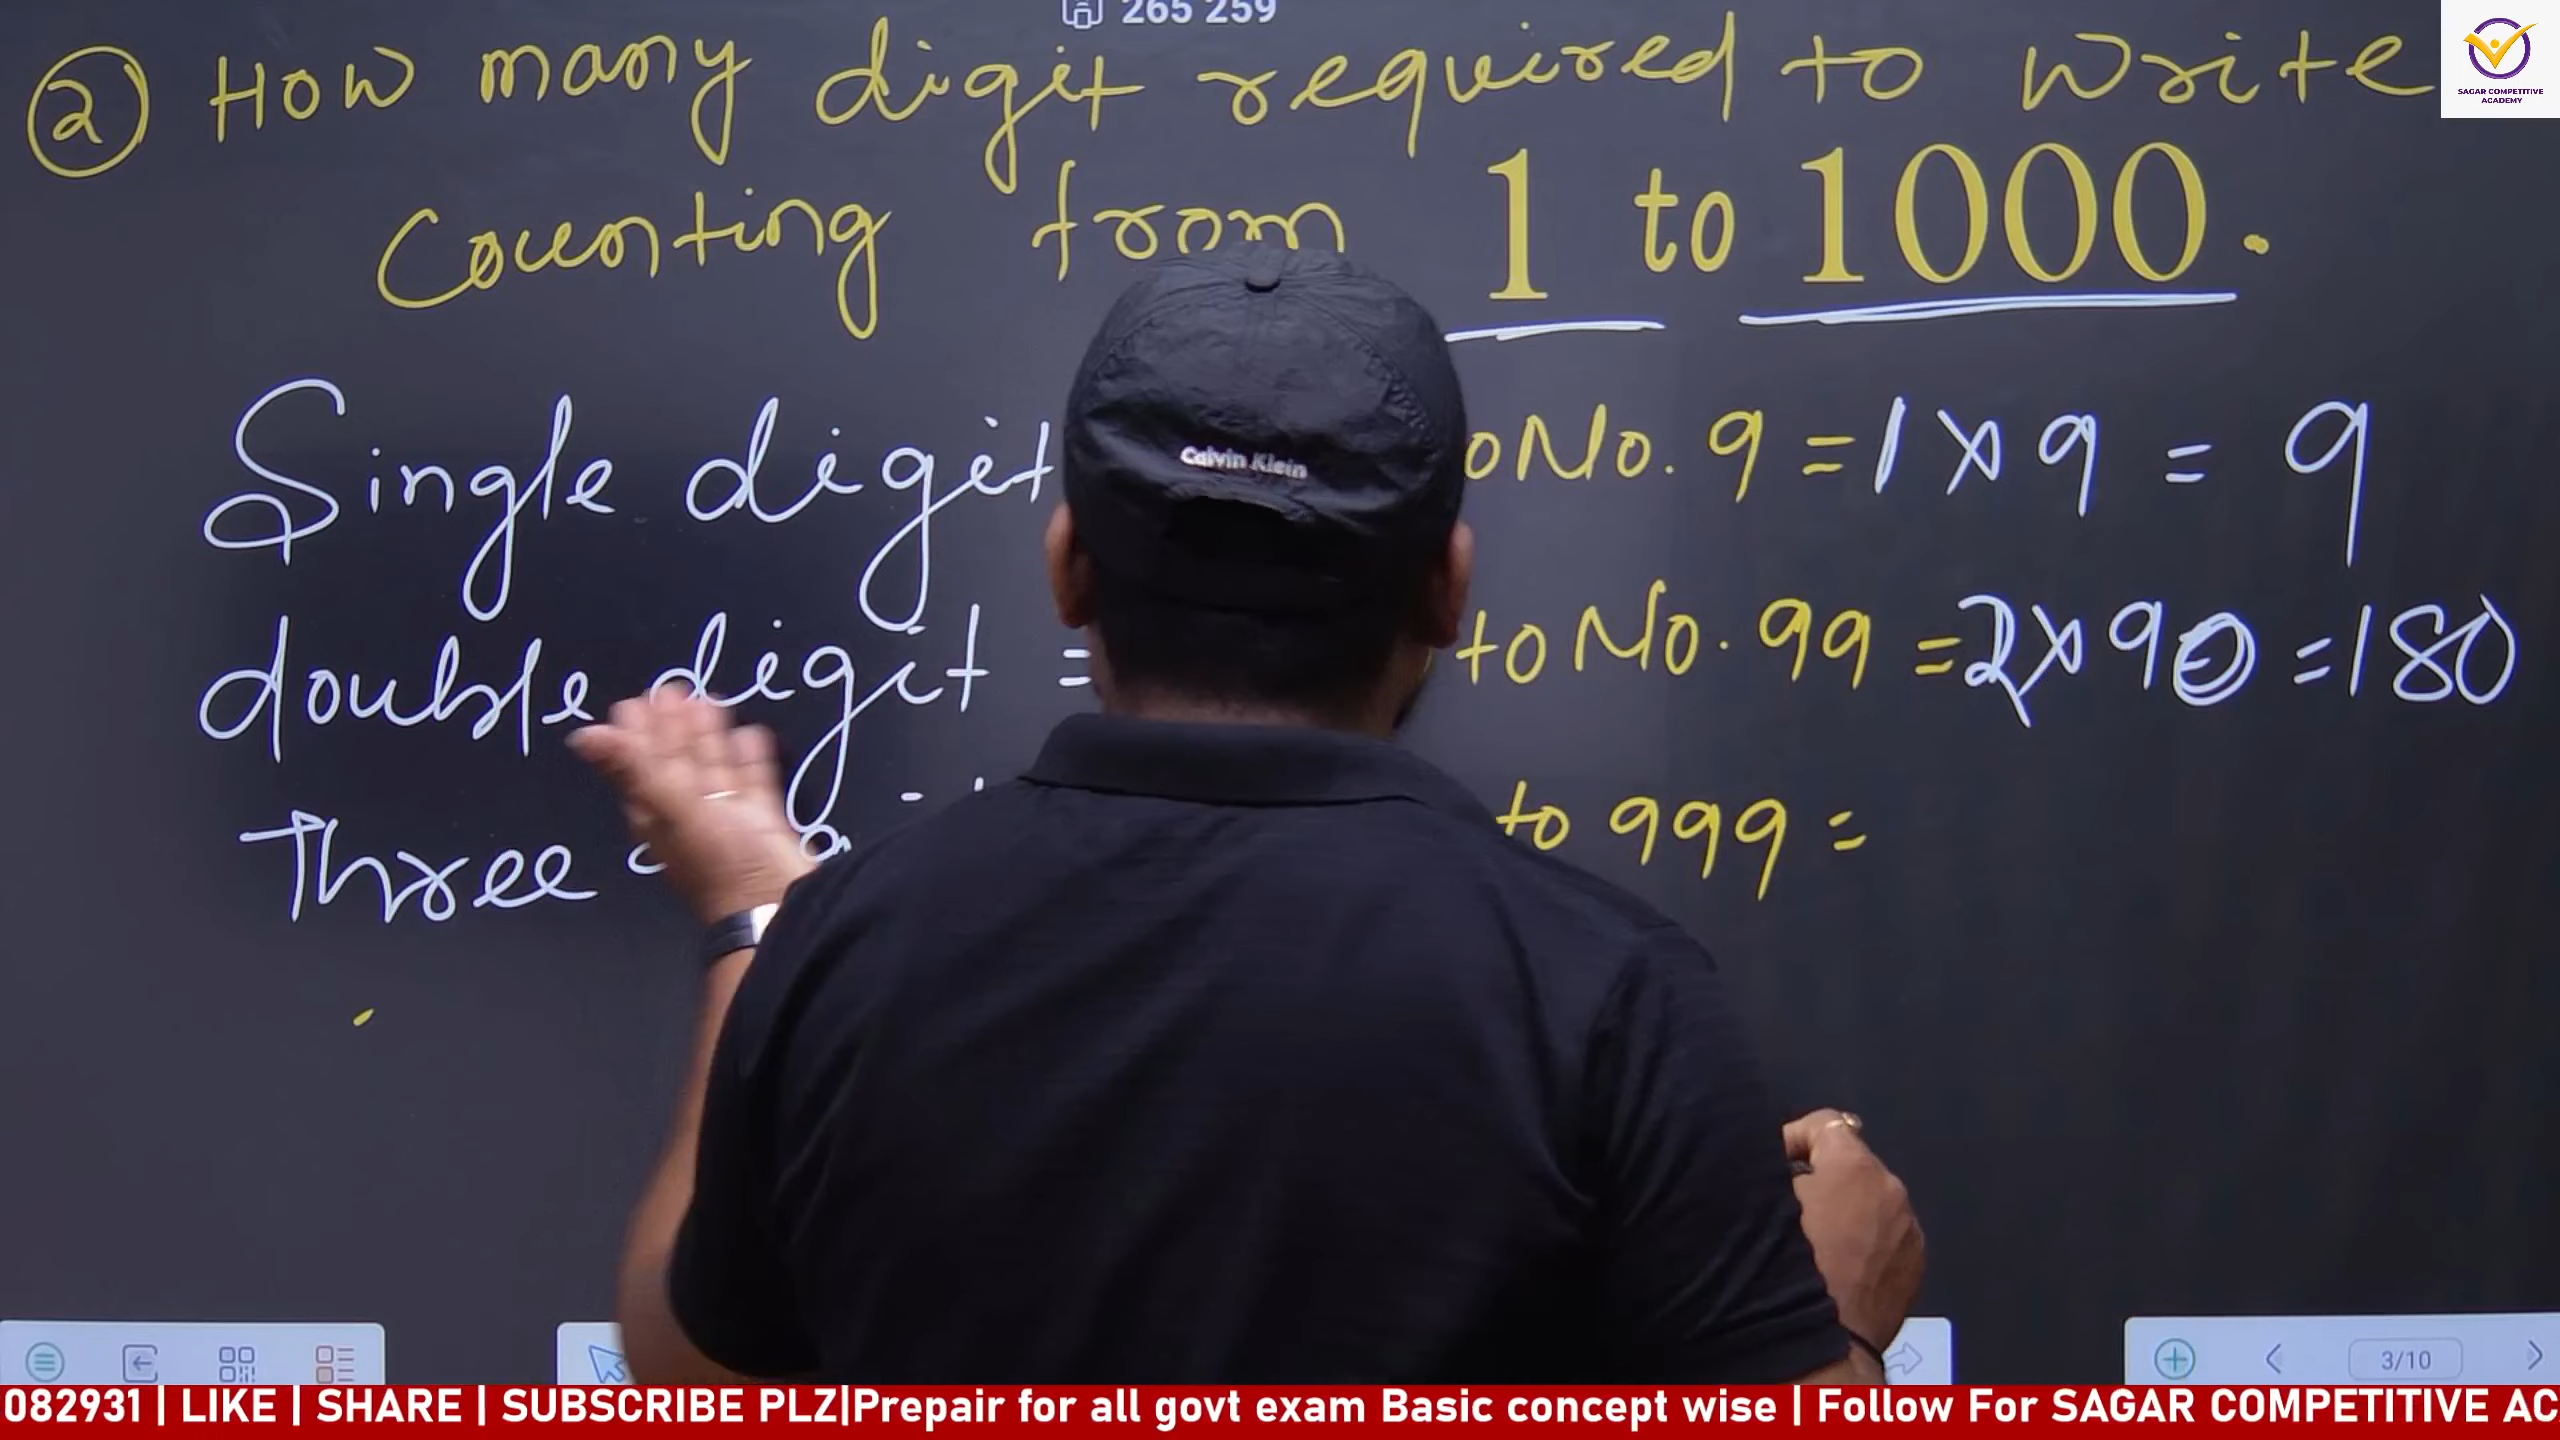 265 259
SAGAR COMPETITIVE
ACADEMY
2 How many digit required to write
Counting from 1 to 1000.
Single digit No. 9 = 1 × 9 = 9
Calvin Klein
double digit = to No. 99 = 2 × 90 = 180
Three to 999 =
3/10
082931 | LIKE | SHARE | SUBSCRIBE PLZ|Prepair for all govt exam Basic concept wise | Follow For SAGAR COMPETITIVE AC